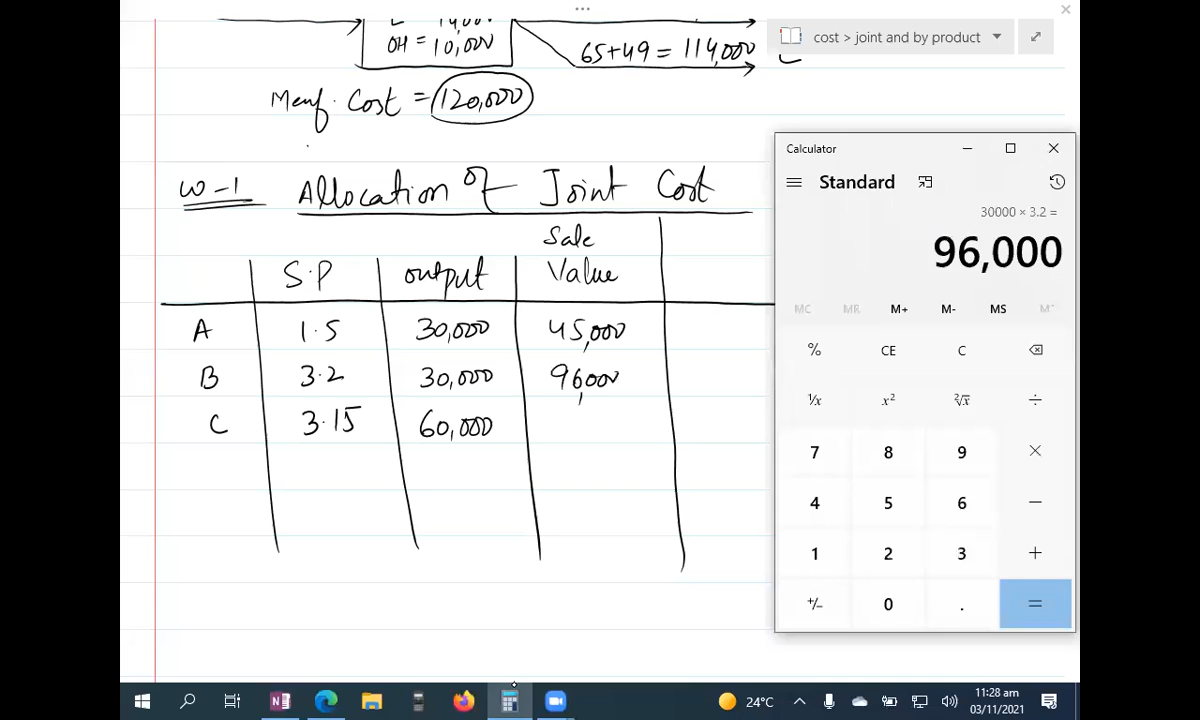 OH = 10,000
65+49 = 114,000
cost > joint and by product
Menf. Cost = 120,000
W-1 Allocation of Joint Cost
S.P output Sale Value
A 1.5 30,000 45,000
B 3.2 30,000 96,000
C 3.15 60,000
Calculator
Standard
30000 × 3.2 =
96,000
MC MR M+ M- MS
% CE C
¹/x x² ²√x ÷
7 8 9 ×
4 5 6 −
1 2 3 +
+/− 0 . =
24°C
11:28 am
03/11/2021